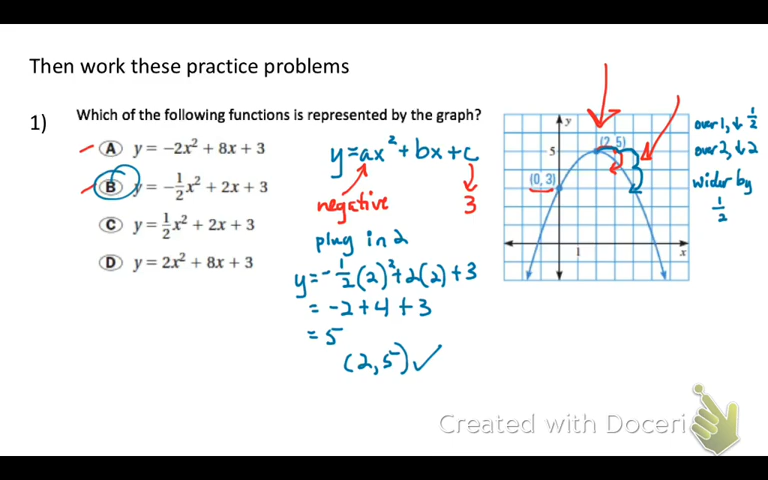 Then work these practice problems
1) Which of the following functions is represented by the graph?
A y = −2x² + 8x + 3
B y = −1/2x² + 2x + 3
C y = 1/2x² + 2x + 3
D y = 2x² + 8x + 3
y=ax²+bx+c
negative
3
plug in 2
y=-1/2(2)²+2(2)+3
= -2+4+3
= 5
(2,5)✓
y
5
(2, 5)
(0, 3)
1
x
over 1, ↓ 1/2
over 2, ↓ 2
wider by
1/2
Created with Doceri